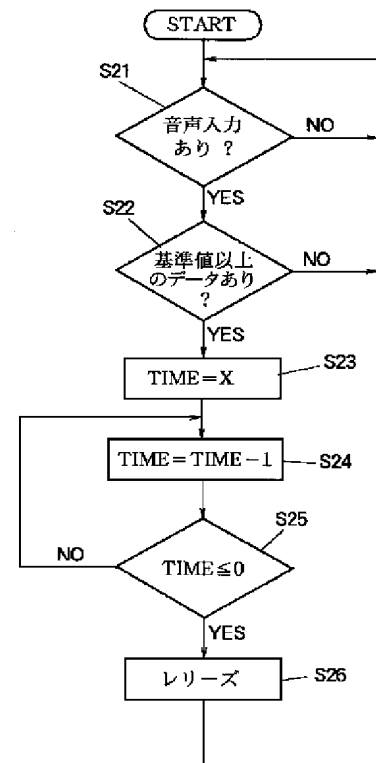 START
S21
音声入力
あり ?
NO
YES
S22
基準値以上
のデータあり
?
NO
YES
TIME=X
S23
TIME=TIME-1
S24
S25
NO
TIME≦0
YES
レリーズ
S26